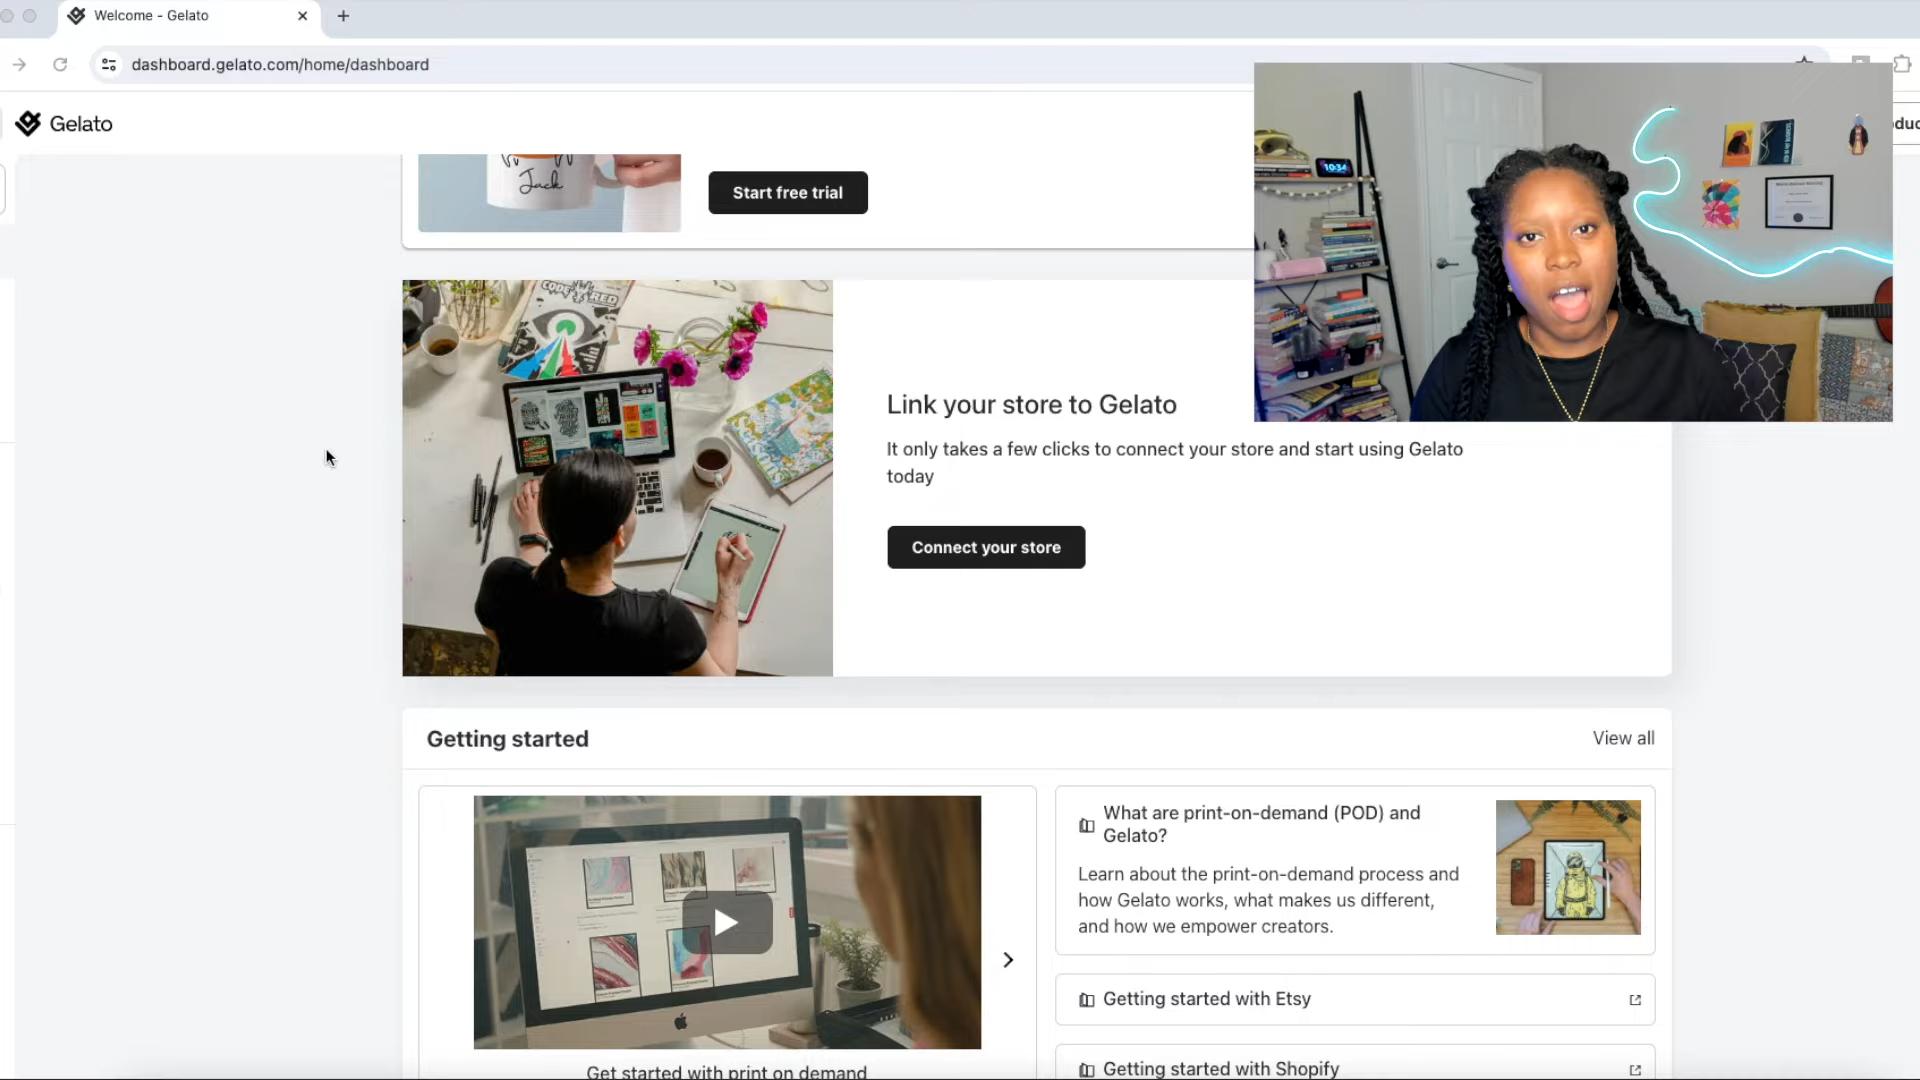 Welcome - Gelato
dashboard.gelato.com/home/dashboard
Gelato
Jack
Start free trial
10:34
CODE RED
Link your store to Gelato
It only takes a few clicks to connect your store and start using Gelato
today
Connect your store
Getting started
View all
What are print-on-demand (POD) and
Gelato?
Learn about the print-on-demand process and
how Gelato works, what makes us different,
and how we empower creators.
Getting started with Etsy
Get started with print on demand
Getting started with Shopify